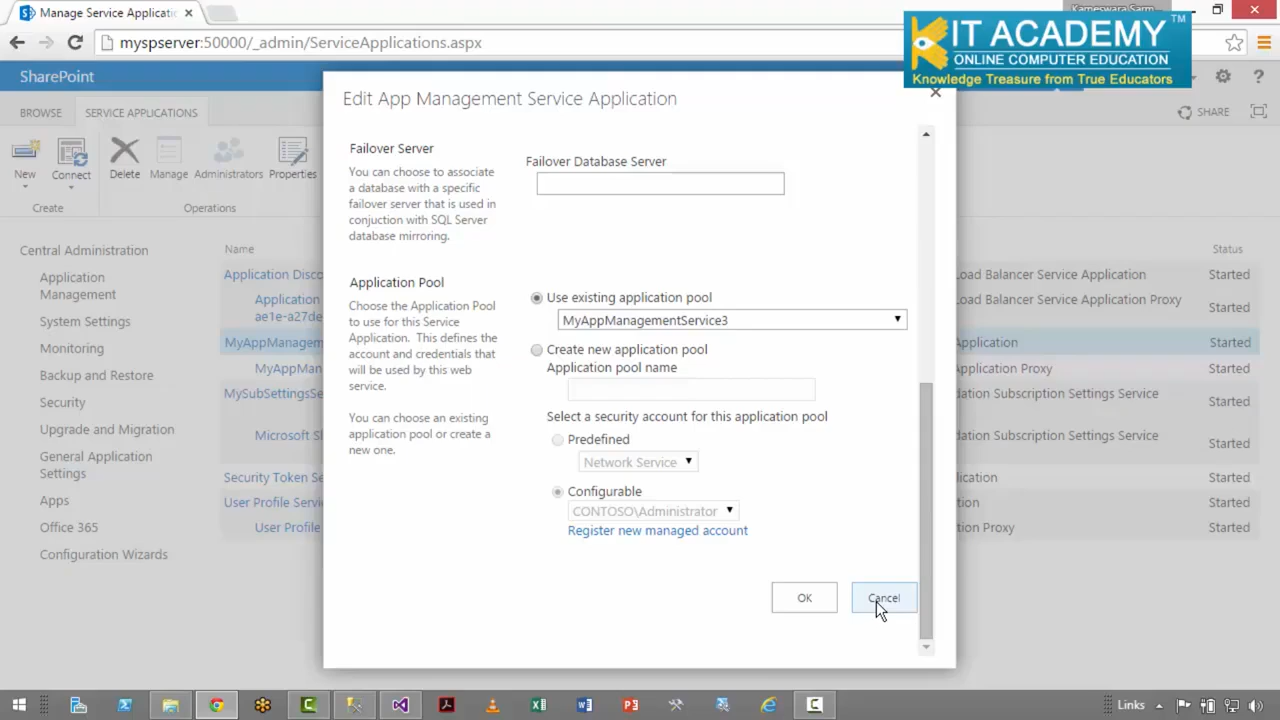 Manage Service Applicatio
Kameswara Sarm...
myspserver:50000/_admin/ServiceApplications.aspx
KIT ACADEMY TM
ONLINE COMPUTER EDUCATION
Knowledge Treasure from True Educators
SharePoint
?
BROWSE
SERVICE APPLICATIONS
SHARE
New
Connect
Delete
Manage
Administrators
Properties
Create
Operations
Edit App Management Service Application
Failover Server
You can choose to associate
a database with a specific
failover server that is used in
conjuction with SQL Server
database mirroring.
Failover Database Server
Application Pool
Choose the Application Pool
to use for this Service
Application. This defines the
account and credentials that
will be used by this web
service.
You can choose an existing
application pool or create a
new one.
Use existing application pool
MyAppManagementService3
Create new application pool
Application pool name
Select a security account for this application pool
Predefined
Network Service
Configurable
CONTOSO\Administrator
Register new managed account
OK
Cancel
Central Administration
Application
Management
System Settings
Monitoring
Backup and Restore
Security
Upgrade and Migration
General Application
Settings
Apps
Office 365
Configuration Wizards
Name
Application Disco
Application
ae1e-a27de
MyAppManagem
MyAppMan
MySubSettingsSe
Microsoft Sh
Security Token Se
User Profile Servi
User Profile
Status
Load Balancer Service Application
Started
Load Balancer Service Application Proxy
Started
Application
Started
Application Proxy
Started
dation Subscription Settings Service
Started
dation Subscription Settings Service
Started
lication
Started
tion
Started
tion Proxy
Started
Links